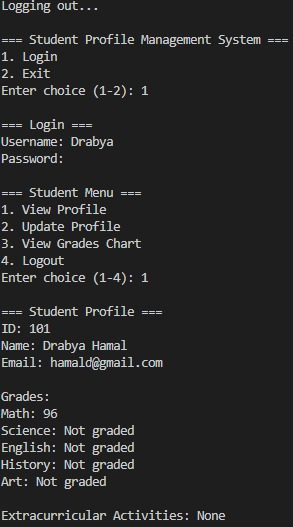 Logging out...
=== Student Profile Management System ===
1. Login
2. Exit
Enter choice (1-2): 1
=== Login ===
Username: Drabya
Password:
=== Student Menu ===
1. View Profile
2. Update Profile
3. View Grades Chart
4. Logout
Enter choice (1-4): 1
=== Student Profile ===
ID: 101
Name: Drabya Hamal
Email: hamald@gmail.com
Grades:
Math: 96
Science: Not graded
English: Not graded
History: Not graded
Art: Not graded
Extracurricular Activities: None